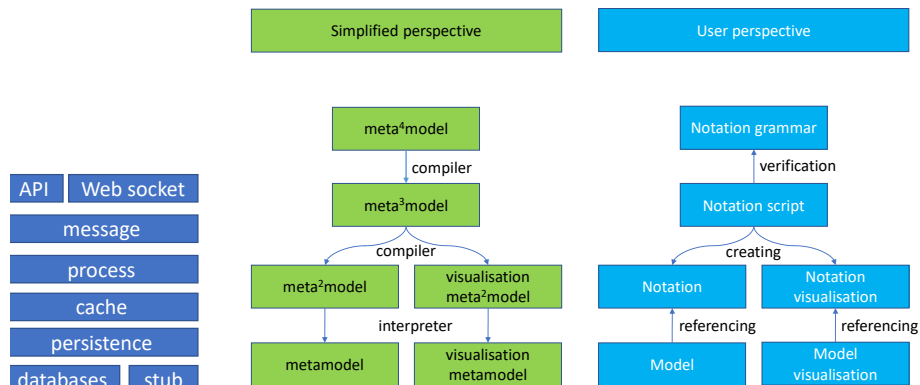 Simplified perspective
User perspective
meta⁴model
Notation grammar
compiler
verification
API
Web socket
meta³model
Notation script
message
compiler
creating
process
meta²model
visualisation
meta²model
Notation
Notation
visualisation
cache
interpreter
referencing
referencing
persistence
metamodel
visualisation
metamodel
Model
Model
visualisation
databases
stub